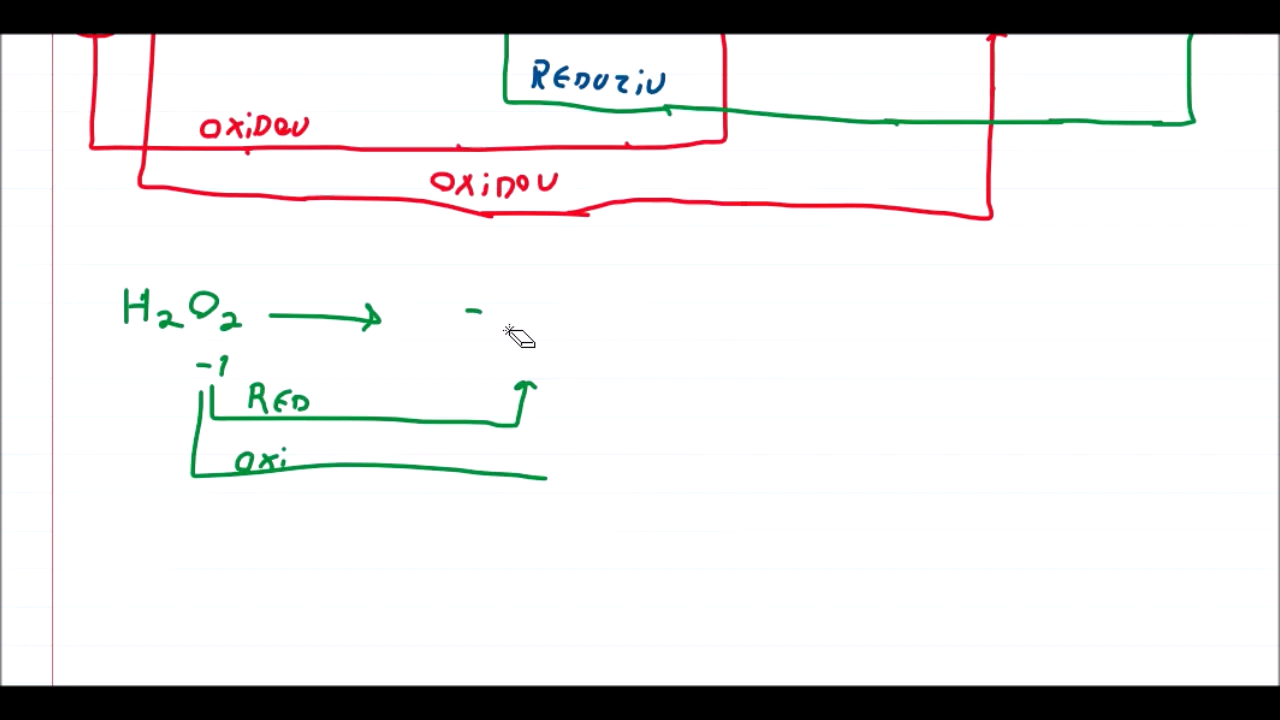 REDUZIU
OXIDOU
OXIDOU
H₂O₂ ⟶ -
-1
RED
OXI